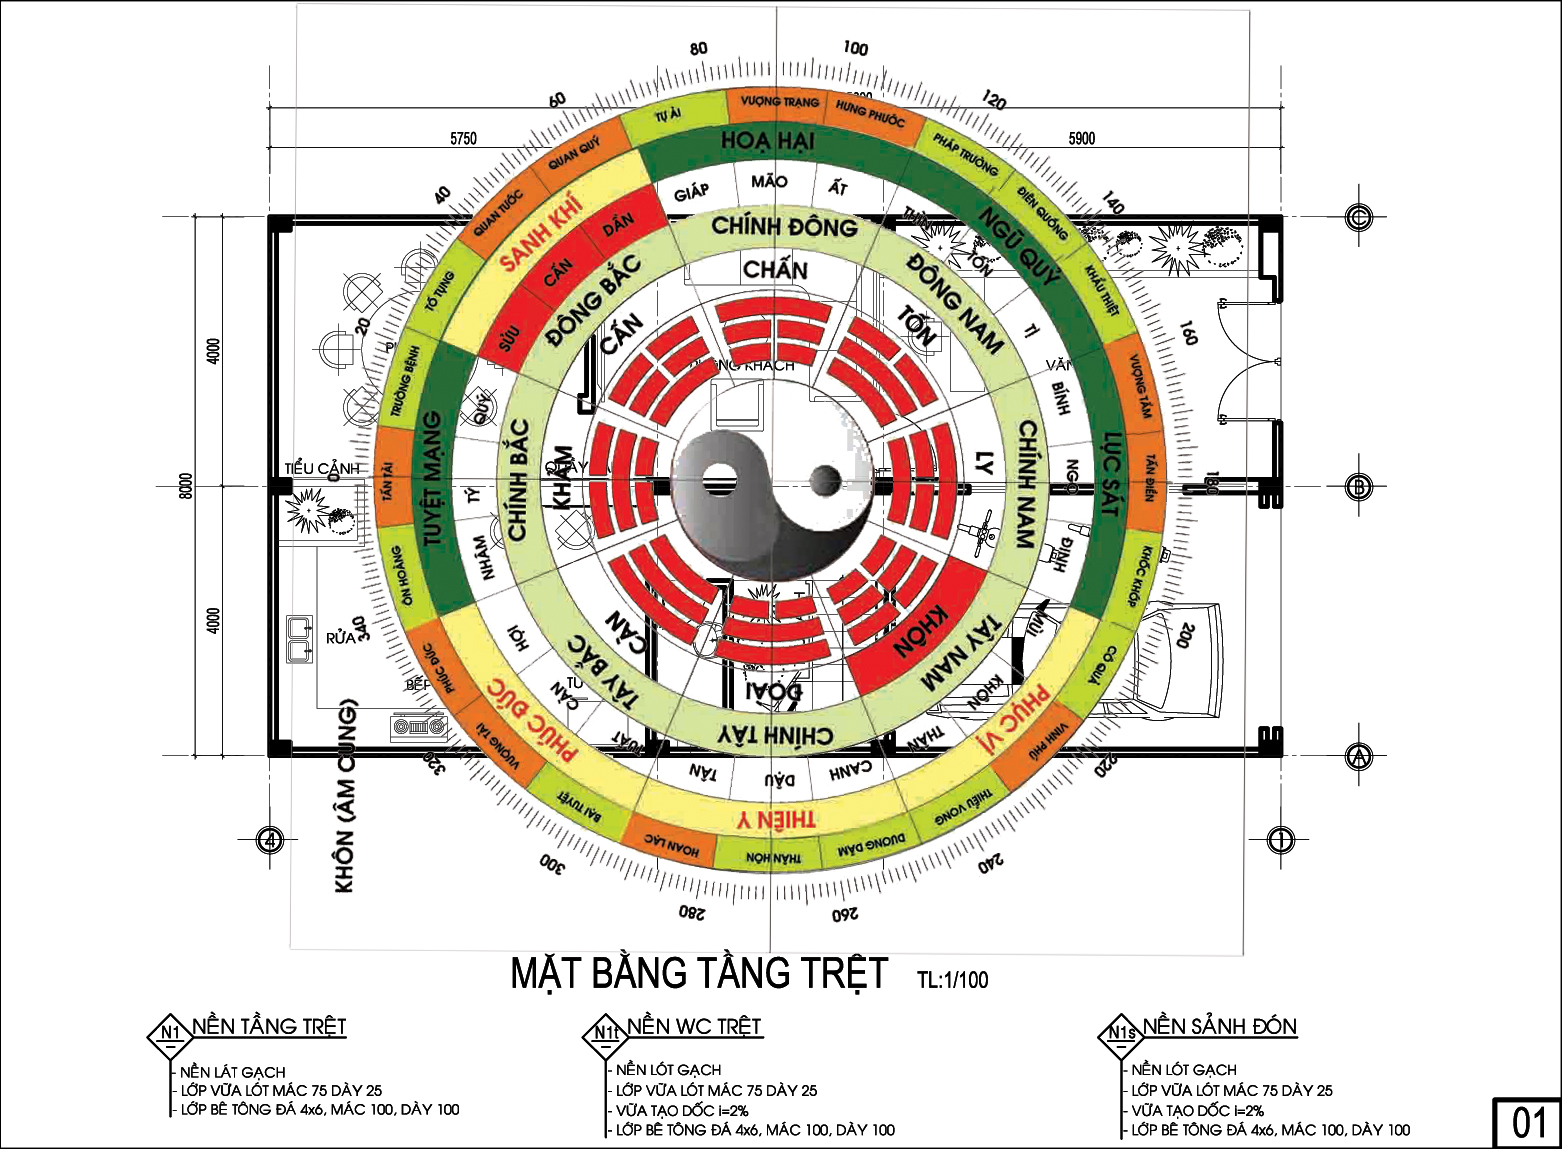 80
100
60
120
40
140
20
160
0
180
340
200
320
220
300
240
280
260
5750
5900
4000
8000
4000
TỰ ẢI
VƯỢNG TRẠNG
HƯNG PHƯỚC
PHÁP TRƯỜNG
ĐIÊN QUỐNG
KHẨU THIỆT
VƯỢNG TẦM
TẤN ĐIỀN
KHỐC KHỐP
CÔ QUẢ
VINH PHÚ
THIẾU VONG
DƯƠNG DÂM
THÂN HÔN
HOAN LẠC
BẠI TUYỆT
VƯỢNG TÀI
PHÚC ĐỨC
ÔN HOÀNG
TẤN TÀI
TRƯỜNG BỆNH
TỐ TỤNG
QUAN TƯỚC
QUAN QUÝ
HOẠ HẠI
NGŨ QUỶ
LỤC SÁT
PHỤC VỊ
THIÊN Y
PHÚC ĐỨC
TUYỆT MẠNG
SANH KHÍ
GIÁP
MÃO
ẤT
THÌN
TỐN
TỈ
BÍNH
NGỌ
ĐINH
MÙI
KHÔN
THÂN
CANH
DẬU
TÂN
TUẤT
CÀN
HỢI
NHÂM
TÝ
QUÝ
SỬU
CẤN
DẦN
CHÍNH ĐÔNG
ĐÔNG NAM
CHÍNH NAM
TÂY NAM
CHÍNH TÂY
TÂY BẮC
CHÍNH BẮC
ĐÔNG BẮC
CHẤN
TỐN
LY
KHÔN
ĐOÀI
CÀN
KHẢM
CẤN
TIỂU CẢNH
RỬA
BẾP
KHÔN (ÂM CUNG)
C
B
A
4
1
MẶT BẰNG TẦNG TRỆT TL:1/100
N1 NỀN TẦNG TRỆT
- NỀN LÁT GẠCH
- LỚP VỮA LÓT MÁC 75 DÀY 25
- LỚP BÊ TÔNG ĐÁ 4x6, MÁC 100, DÀY 100
N1t NỀN WC TRỆT
- NỀN LÓT GẠCH
- LỚP VỮA LÓT MÁC 75 DÀY 25
- VỮA TẠO DỐC i=2%
- LỚP BÊ TÔNG ĐÁ 4x6, MÁC 100, DÀY 100
N1s NỀN SẢNH ĐÓN
- NỀN LÓT GẠCH
- LỚP VỮA LÓT MÁC 75 DÀY 25
- VỮA TẠO DỐC i=2%
- LỚP BÊ TÔNG ĐÁ 4x6, MÁC 100, DÀY 100
01